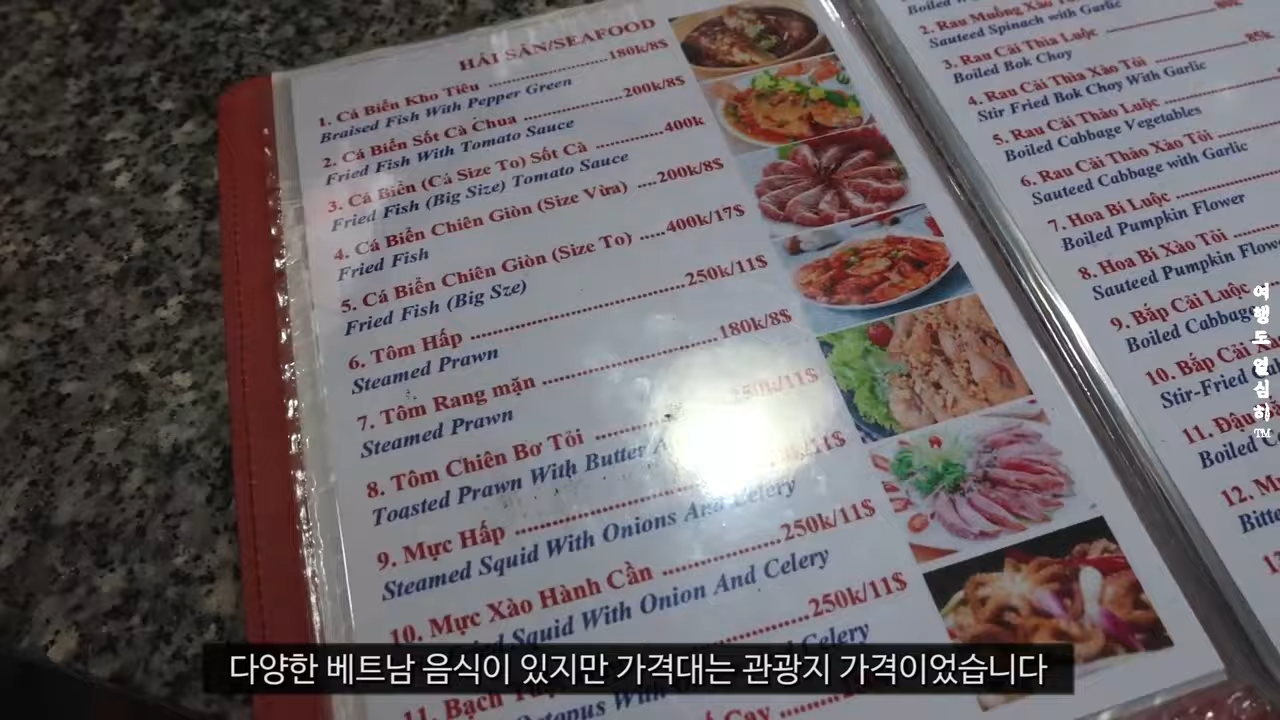 HẢI SẢN/SEAFOOD
1. Cá Biển Kho Tiêu ........................180k/8$
Braised Fish With Pepper Green
2. Cá Biển Sốt Cà Chua ....................200k/8$
Fried Fish With Tomato Sauce
3. Cá Biển (Cá Size To) Sốt Cà ................400k
Fried Fish (Big Size) Tomato Sauce
4. Cá Biển Chiên Giòn (Size Vừa) ....200k/8$
Fried Fish
5. Cá Biển Chiên Giòn (Size To) .....400k/17$
Fried Fish (Big Sze)
6. Tôm Hấp ........................................250k/11$
Steamed Prawn
7. Tôm Rang mặn .................................180k/8$
Steamed Prawn
8. Tôm Chiên Bơ Tỏi ........................250k/11$
Toasted Prawn With Butter
9. Mực Hấp
Steamed Squid With Onions And Celery
10. Mực Xào Hành Cần ......................250k/11$
Squid With Onion And Celery
11. Bạch ....................250k/11$
Octopus With Celery
Cay
2. Rau Muống Xào
Sauteed Spinach with Garlic
3. Rau Cải Thìa Luộc
Boiled Bok Choy
4. Rau Cải Thìa Xào Tỏi ..................85k
Stir Fried Bok Choy With Garlic
5. Rau Cải Thảo Luộc
Boiled Cabbage Vegetables
6. Rau Cải Thảo Xào Tỏi
Sauteed Cabbage with Garlic
7. Hoa Bí Luộc
Boiled Pumpkin Flower
8. Hoa Bí Xào Tỏi
Sauteed Pumpkin
9. Bắp Cải Luộc
Boiled
10. Bắp Cải
Stir-Fried
11. Đậu
Boiled
12.
여행도 열심히™
다양한 베트남 음식이 있지만 가격대는 관광지 가격이었습니다